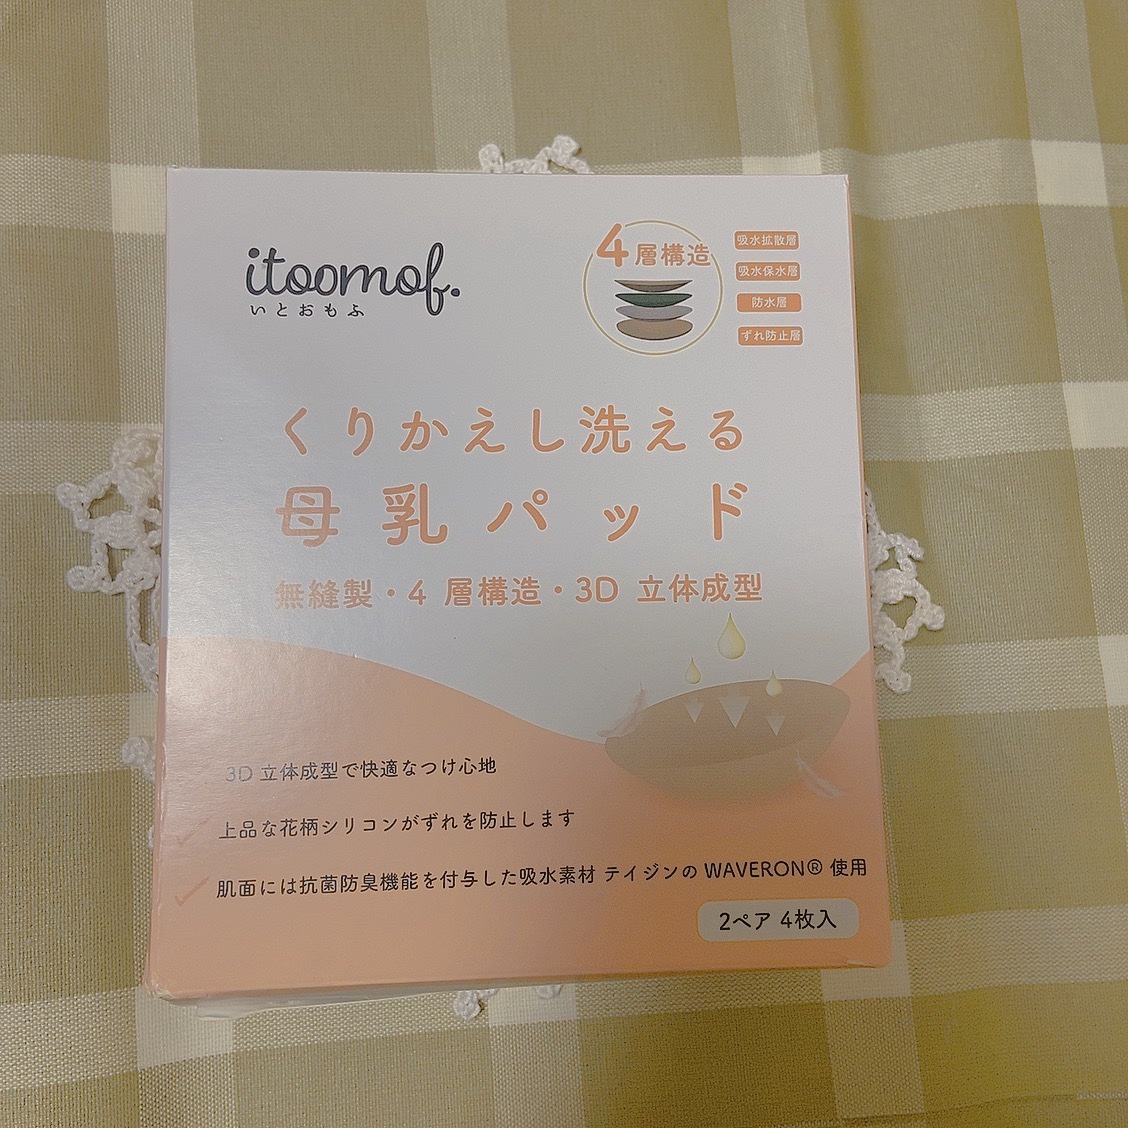 itoomof.
いとおもふ
4層構造
吸水拡散層
吸水保水層
防水層
ずれ防止層
くりかえし洗える
母乳パッド
無縫製・4 層構造・3D 立体成型
3D 立体成型で快適なつけ心地
上品な花柄シリコンがずれを防止します
肌面には抗菌防臭機能を付与した吸水素材 テイジンの WAVERON® 使用
2ペア 4枚入